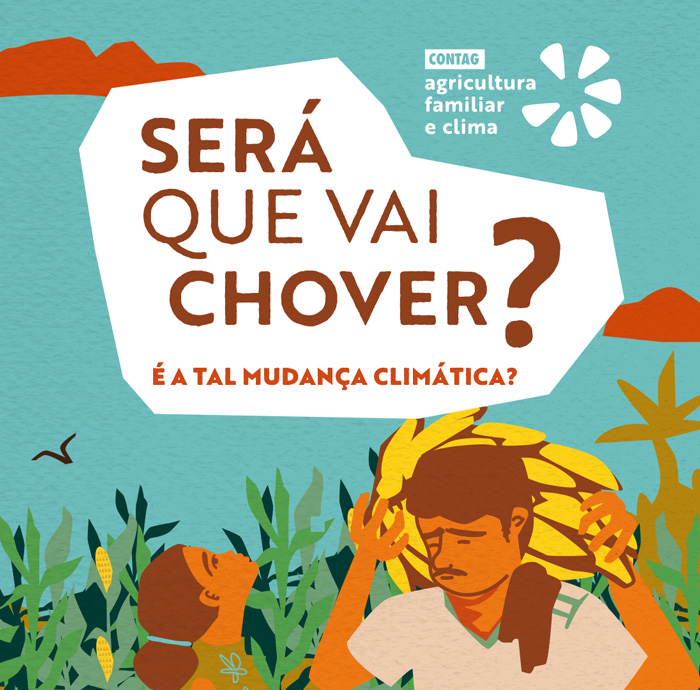 CONTAG
agricultura
familiar
e clima
SERÁ
QUE VAI
CHOVER?
É A TAL MUDANÇA CLIMÁTICA?